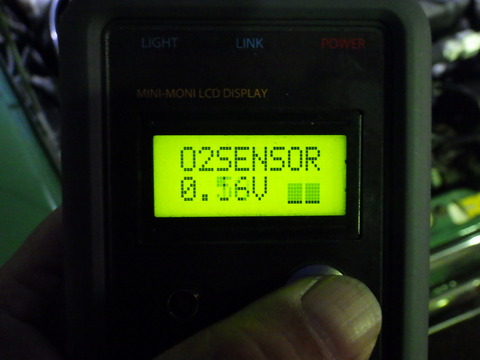 LIGHT LINK POWER
MINI-MONI LCD DISPLAY
O2SENSOR
0.56V